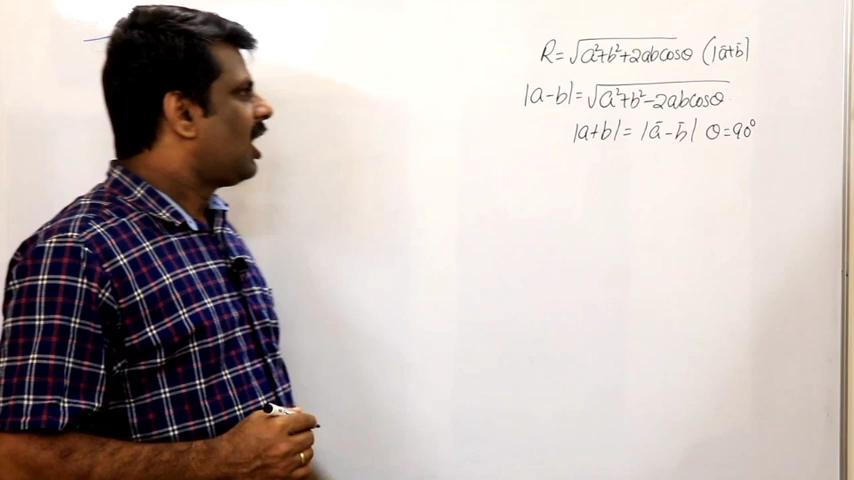 R = √a²+b²+2abcosθ (|ā+b̄|)
|a-b| = √a²+b²-2abcosθ
|a+b| = |ā-b̄| θ=90°